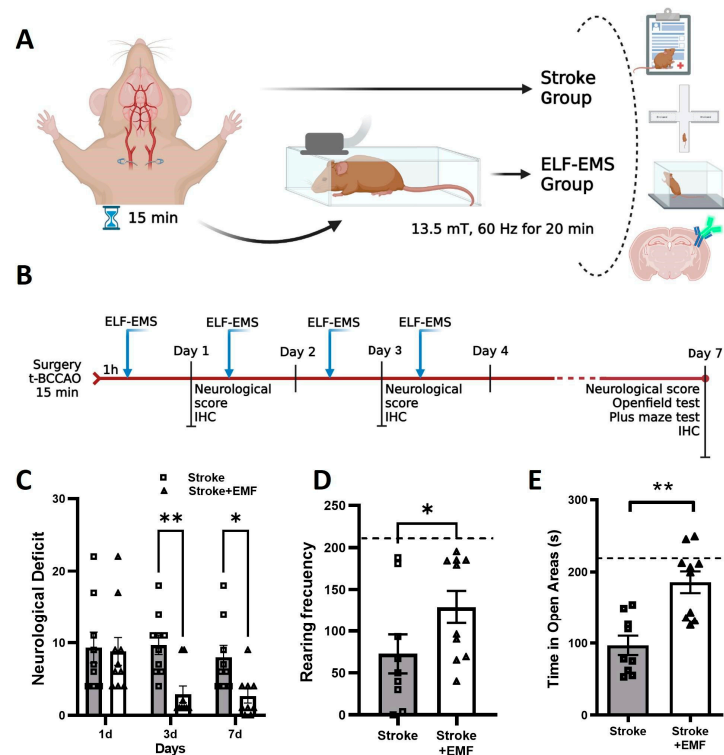 A
15 min
Stroke
Group
ELF-EMS
Group
13.5 mT, 60 Hz for 20 min
B
ELF-EMS
ELF-EMS
ELF-EMS
ELF-EMS
Surgery
t-BCCAO
15 min
1h
Day 1
Day 2
Day 3
Day 4
Day 7
Neurological
score
IHC
Neurological
score
IHC
Neurological score
Openfield test
Plus maze test
IHC
C
Stroke
Stroke+EMF
Neurological Deficit
30
20
10
0
**
*
1d
3d
7d
Days
D
Rearing frecuency
250
200
150
100
50
0
*
Stroke
Stroke
+EMF
E
Time in Open Areas (s)
300
200
100
0
**
Stroke
Stroke
+EMF